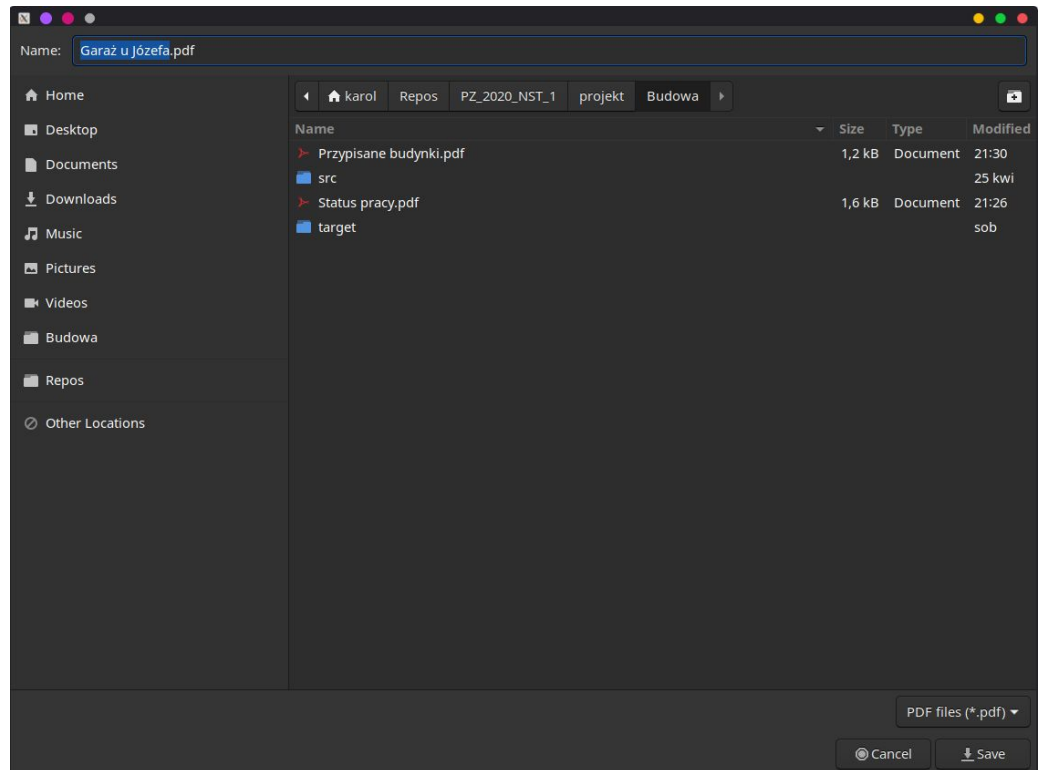 Name: Garaż u Józefa.pdf
Home
Desktop
Documents
Downloads
Music
Pictures
Videos
Budowa
Repos
Other Locations
karol Repos PZ_2020_NST_1 projekt Budowa
Name Size Type Modified
Przypisane budynki.pdf 1,2 kB Document 21:30
src 25 kwi
Status pracy.pdf 1,6 kB Document 21:26
target sob
PDF files (*.pdf)
Cancel Save